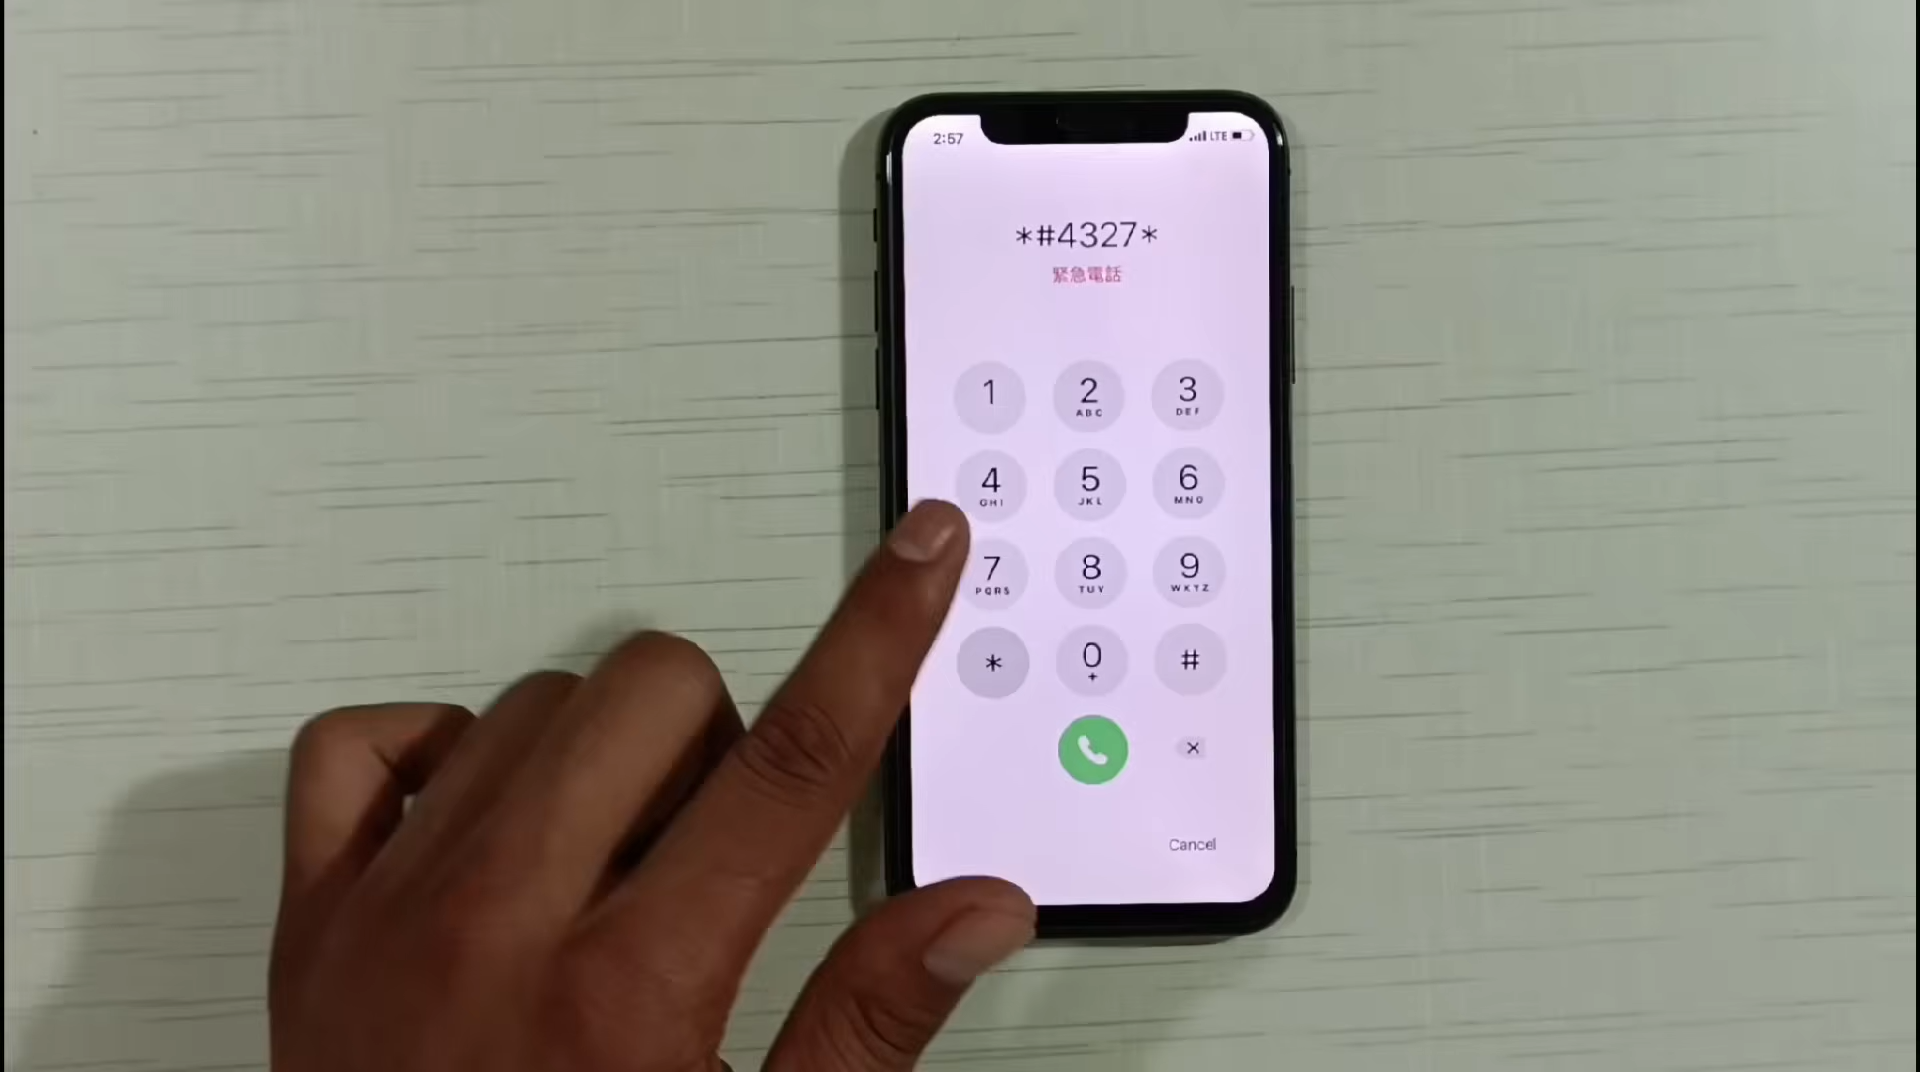 2:57 LTE
*#4327*
緊急電話
1 2 3
ABC DEF
4 5 6
GHI JKL MNO
7 8 9
PQRS TUV WXYZ
* 0 #
+
Cancel